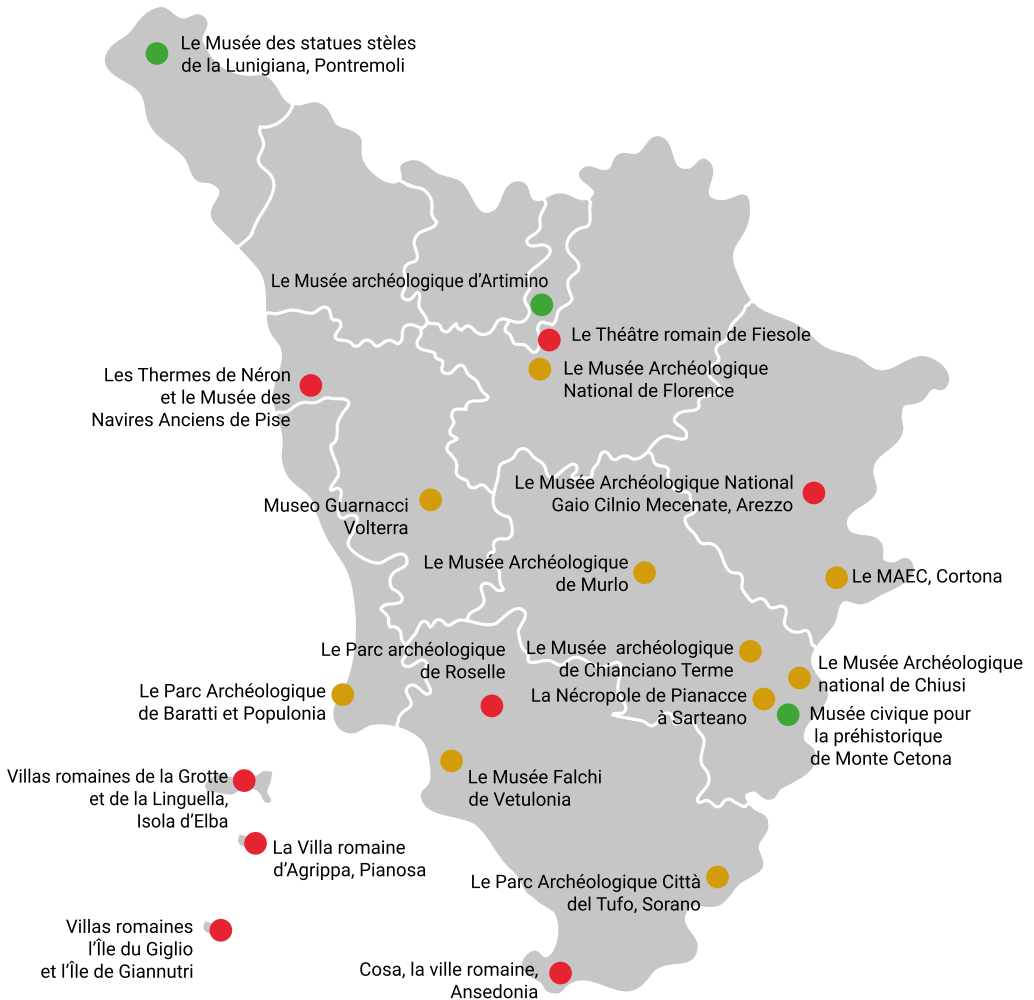 Le Musée des statues stèles
de la Lunigiana, Pontremoli
Le Musée archéologique d'Artimino
Le Théâtre romain de Fiesole
Le Musée Archéologique
National de Florence
Les Thermes de Néron
et le Musée des
Navires Anciens de Pise
Le Musée Archéologique National
Gaio Cilnio Mecenate, Arezzo
Museo Guarnacci
Volterra
Le Musée Archéologique
de Murlo
Le MAEC, Cortona
Le Parc archéologique
de Roselle
Le Musée  archéologique
de Chianciano Terme
Le Musée Archéologique
national de Chiusi
La Nécropole de Pianacce
à Sarteano
Le Parc Archéologique
de Baratti et Populonia
Musée civique pour
la préhistorique
de Monte Cetona
Le Musée Falchi
de Vetulonia
Villas romaines de la Grotte
et de la Linguella,
Isola d'Elba
La Villa romaine
d'Agrippa, Pianosa
Le Parc Archéologique Città
del Tufo, Sorano
Villas romaines
l'Île du Giglio
et l'Île de Giannutri
Cosa, la ville romaine,
Ansedonia